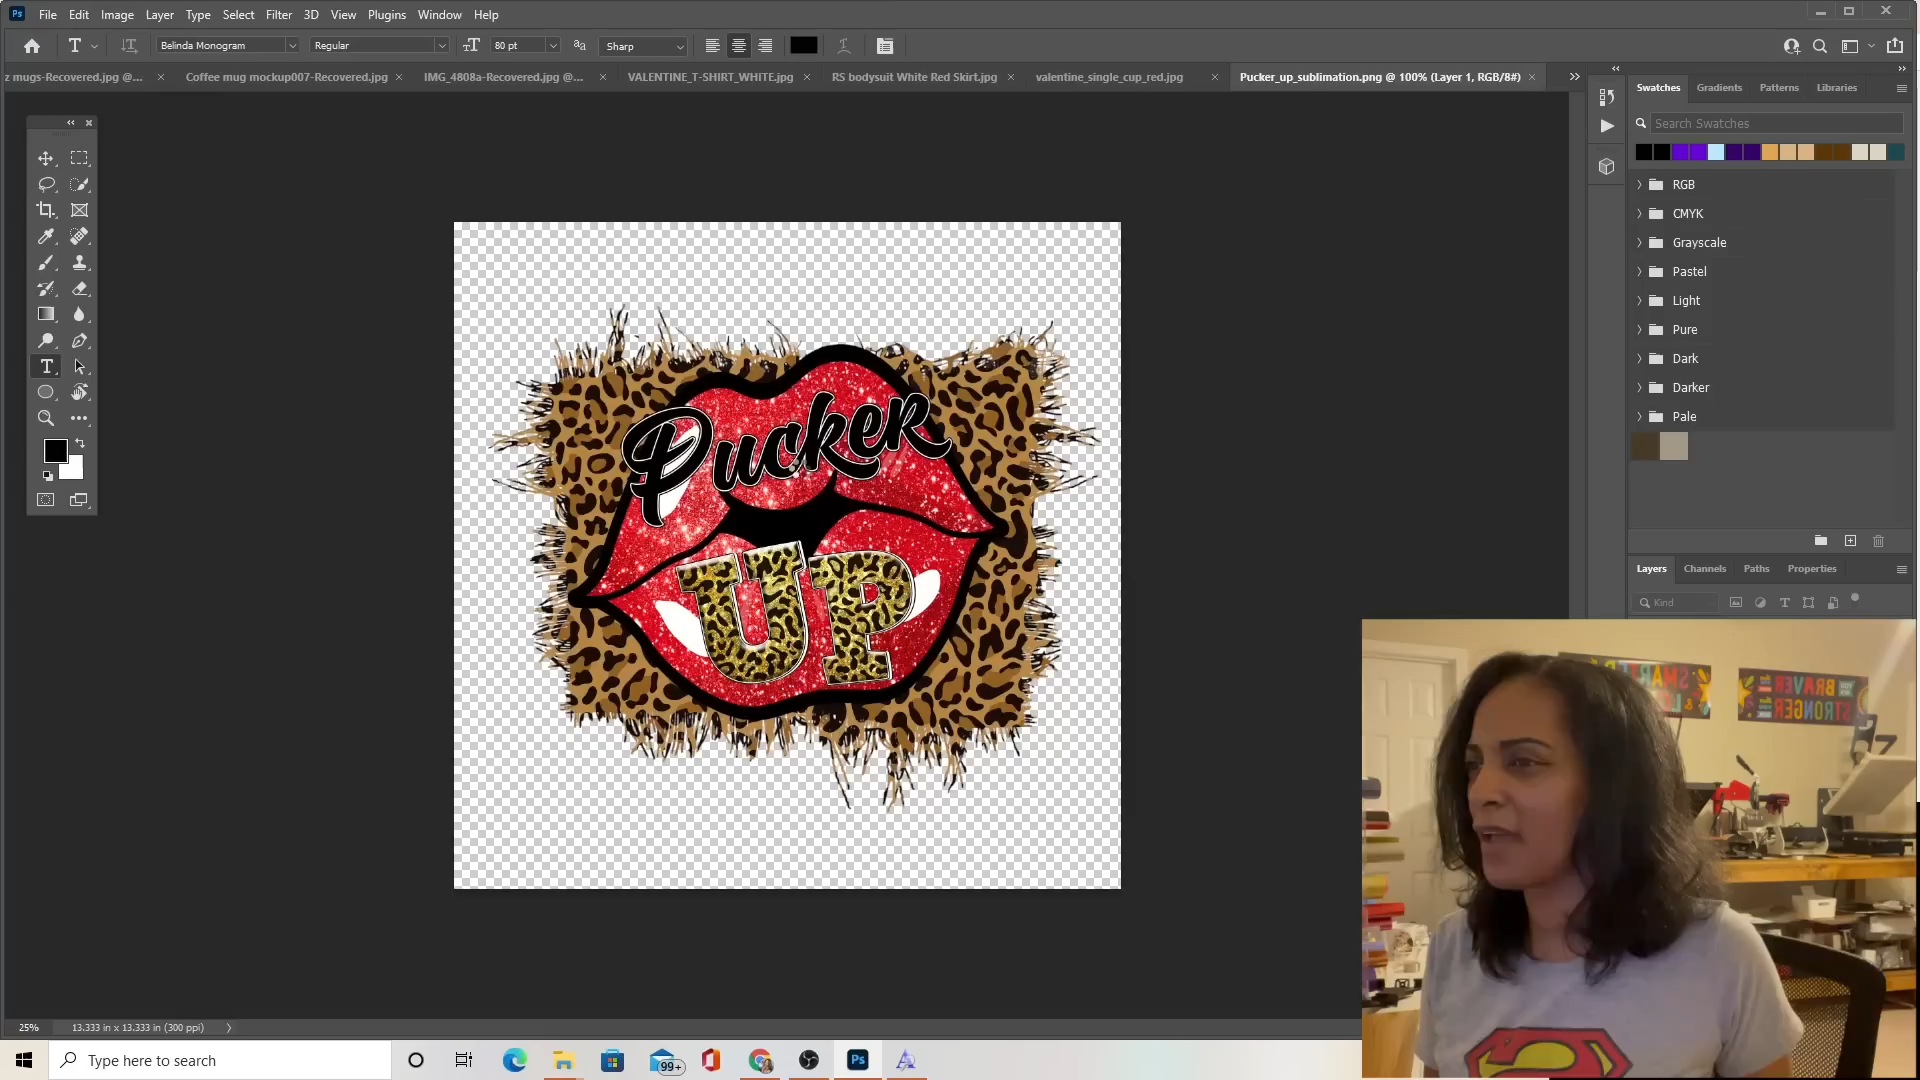 File Edit Image Layer Type Select Filter 3D View Plugins Window Help
Belinda Monogram Regular 80 pt Sharp
z mugs-Recovered.jpg @... Coffee mug mockup007-Recovered.jpg IMG_4808a-Recovered.jpg @... VALENTINE_T-SHIRT_WHITE.jpg RS bodysuit White Red Skirt.jpg valentine_single_cup_red.jpg Pucker_up_sublimation.png @ 100% (Layer 1, RGB/8#)
Swatches Gradients Patterns Libraries
Search Swatches
RGB
CMYK
Grayscale
Pastel
Light
Pure
Dark
Darker
Pale
Pucker
UP
Layers Channels Paths Properties
Kind
BRAVER
STRONGER
25% 13.333 in x 13.333 in (300 ppi)
Type here to search
99+
Ps